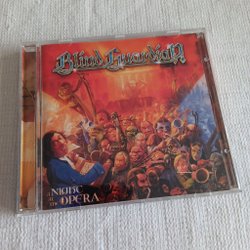 Blind Guardian
A NIGHT
AT THE
OPERA